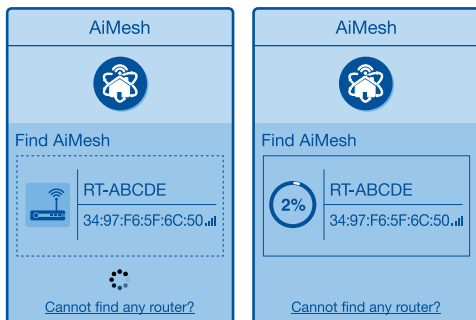 AiMesh
Find AiMesh
RT-ABCDE
34:97:F6:5F:6C:50
Cannot find any router?
AiMesh
Find AiMesh
2%
RT-ABCDE
34:97:F6:5F:6C:50
Cannot find any router?